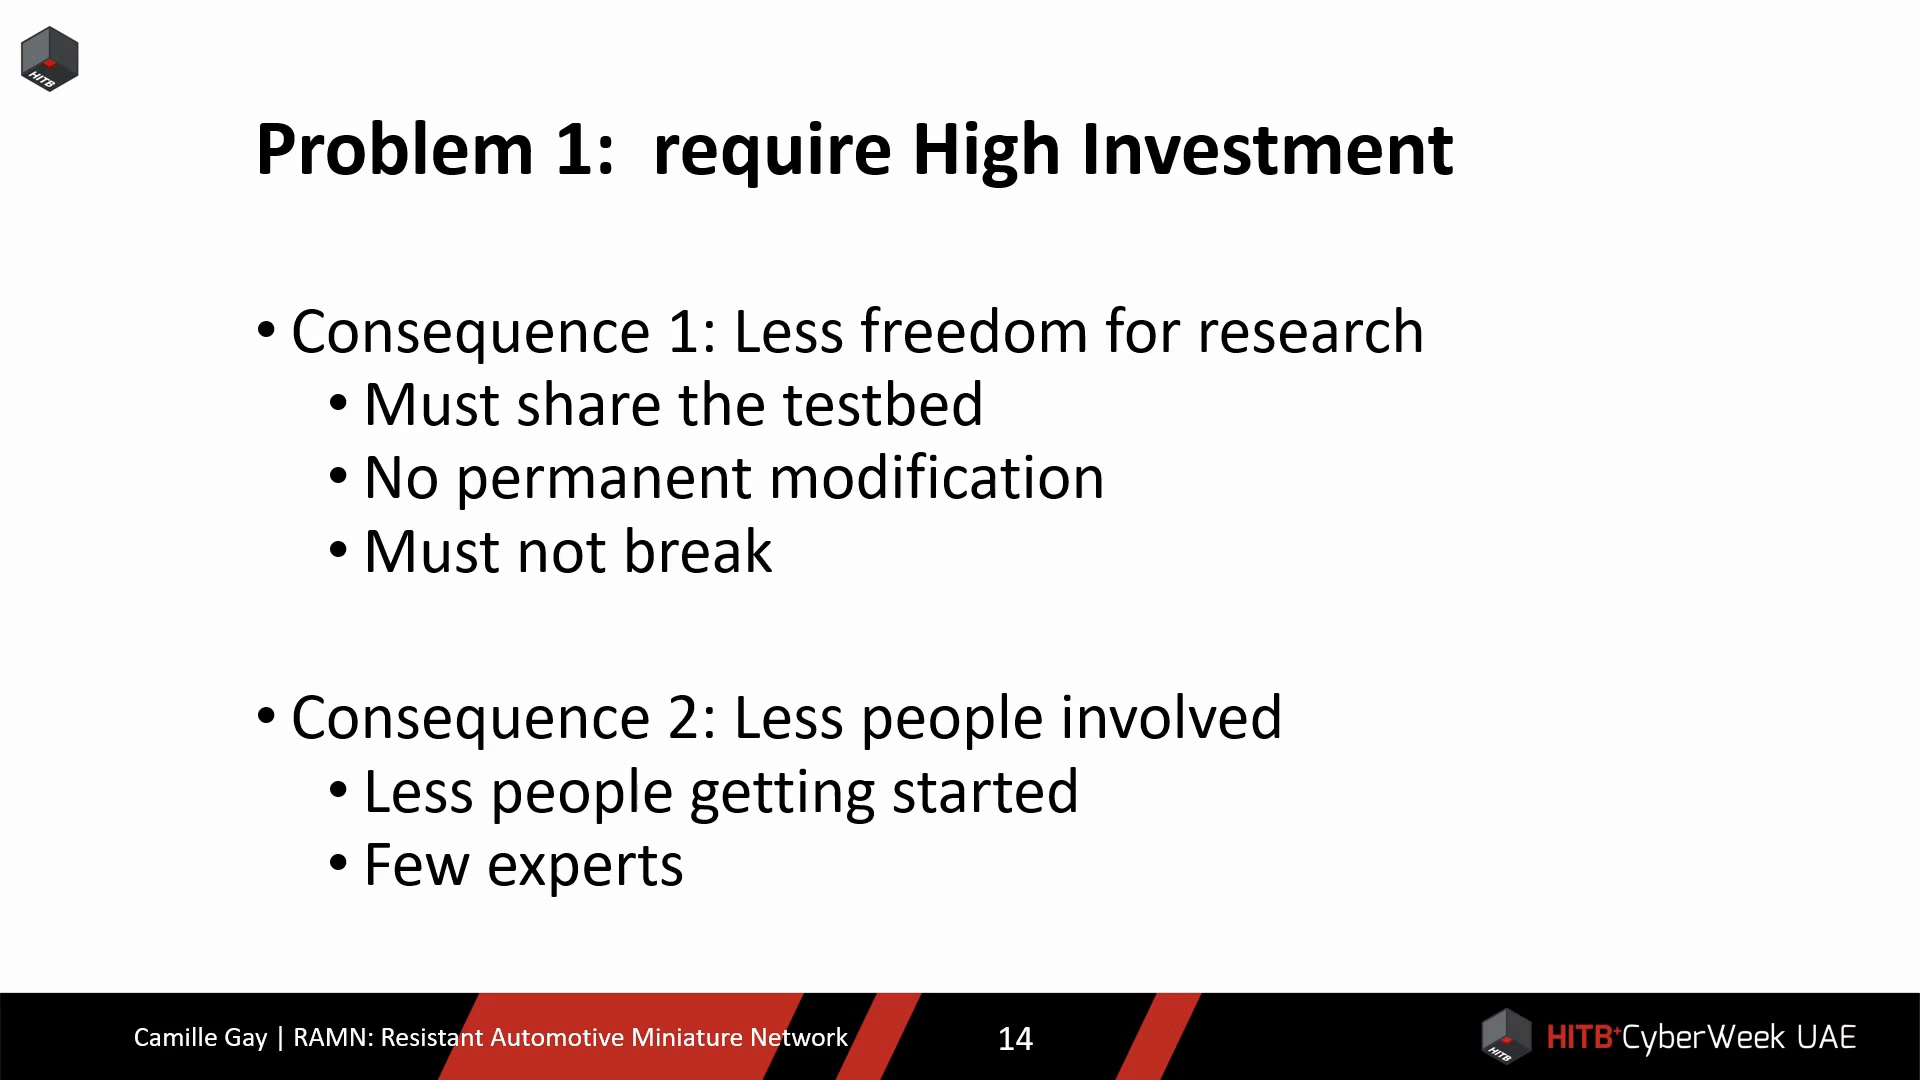 HITB
Problem 1:  require High Investment
• Consequence 1: Less freedom for research
• Must share the testbed
• No permanent modification
• Must not break
• Consequence 2: Less people involved
• Less people getting started
• Few experts
Camille Gay | RAMN: Resistant Automotive Miniature Network
14
HITB
HITB+CyberWeek UAE